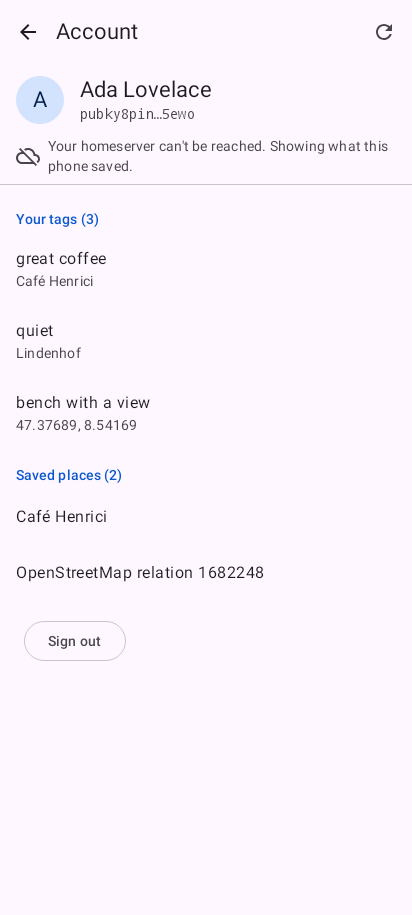 Account
Ada Lovelace
A
pubky8pin…5ewo
Your homeserver can't be reached. Showing what this
phone saved.
Your tags (3)
great coffee
Café Henrici
quiet
Lindenhof
bench with a view
47.37689, 8.54169
Saved places (2)
Café Henrici
OpenStreetMap relation 1682248
Sign out